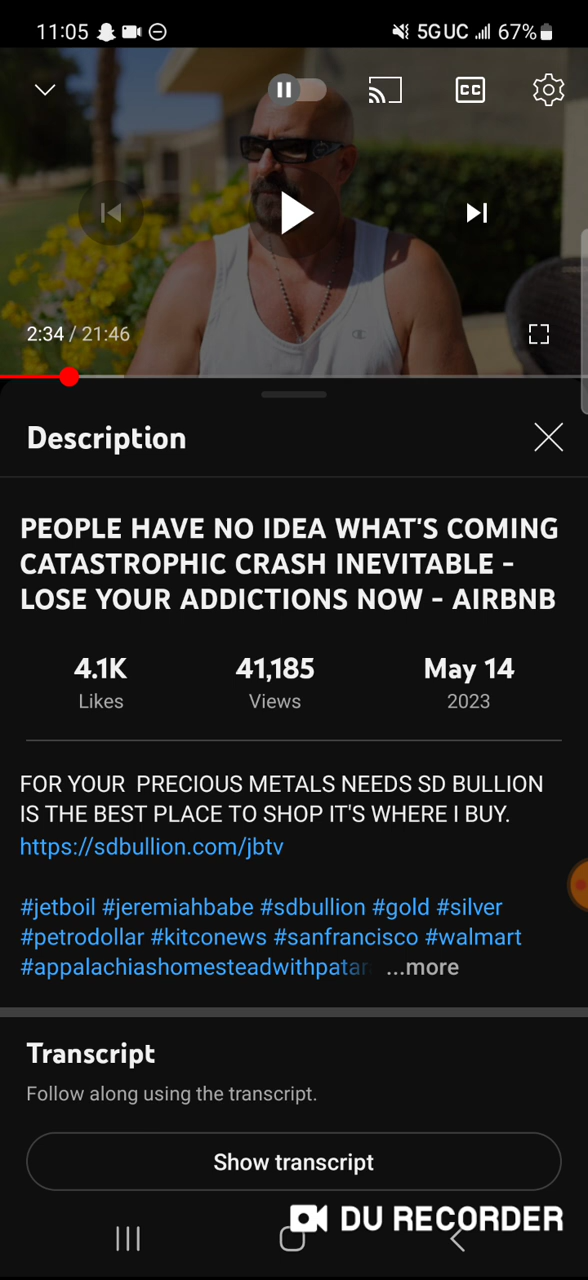 11:05 5G UC 67%
CC
2:34 / 21:46
Description
PEOPLE HAVE NO IDEA WHAT'S COMING
CATASTROPHIC CRASH INEVITABLE -
LOSE YOUR ADDICTIONS NOW - AIRBNB
4.1K 41,185 May 14
Likes Views 2023
FOR YOUR  PRECIOUS METALS NEEDS SD BULLION
IS THE BEST PLACE TO SHOP IT'S WHERE I BUY.
https://sdbullion.com/jbtv
#jetboil #jeremiahbabe #sdbullion #gold #silver
#petrodollar #kitconews #sanfrancisco #walmart
#appalachiashomesteadwithpatar ...more
Transcript
Follow along using the transcript.
Show transcript
DU RECORDER